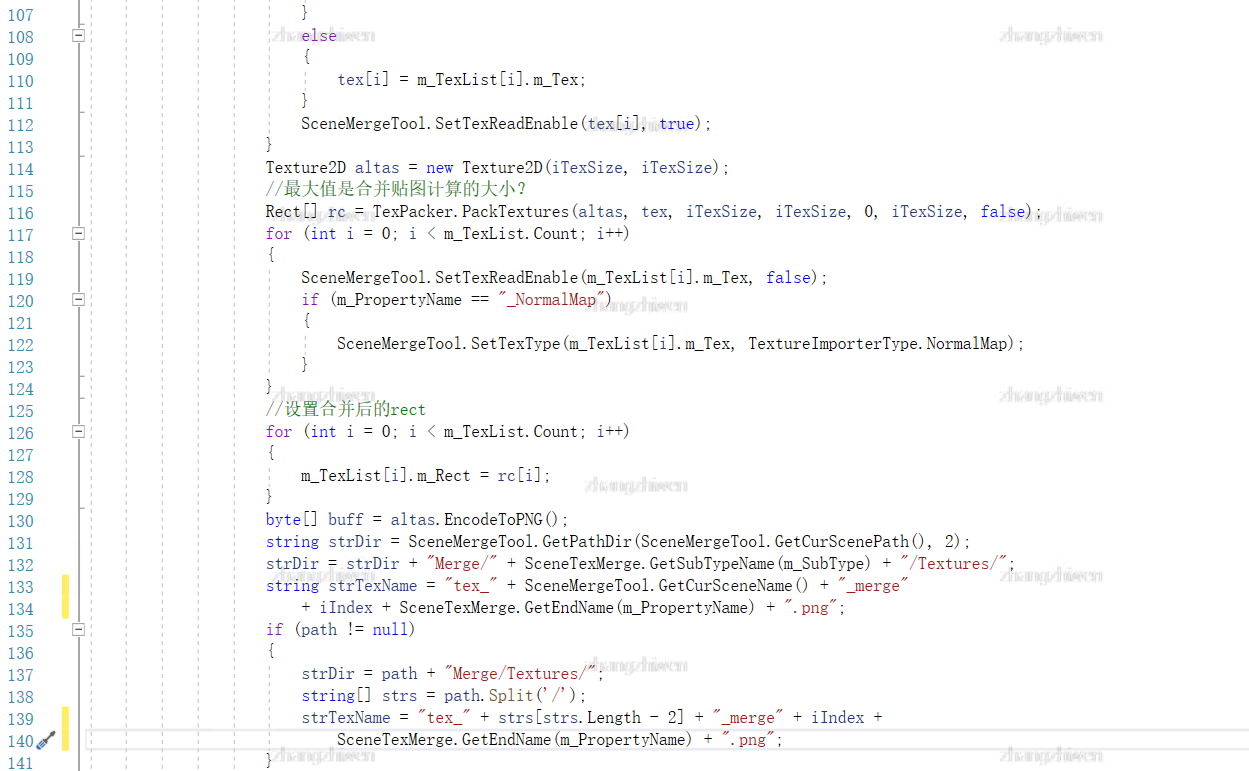 107 }
108 else
109 {
110 tex[i] = m_TexList[i].m_Tex;
111 }
112 SceneMergeTool.SetTexReadEnable(tex[i], true);
113 }
114 Texture2D altas = new Texture2D(iTexSize, iTexSize);
115 //最大值是合并贴图计算的大小?
116 Rect[] rc = TexPacker.PackTextures(altas, tex, iTexSize, iTexSize, 0, iTexSize, false);
117 for (int i = 0; i < m_TexList.Count; i++)
118 {
119 SceneMergeTool.SetTexReadEnable(m_TexList[i].m_Tex, false);
120 if (m_PropertyName == "_NormalMap")
121 {
122 SceneMergeTool.SetTexType(m_TexList[i].m_Tex, TextureImporterType.NormalMap);
123 }
124 }
125 //设置合并后的rect
126 for (int i = 0; i < m_TexList.Count; i++)
127 {
128 m_TexList[i].m_Rect = rc[i];
129 }
130 byte[] buff = altas.EncodeToPNG();
131 string strDir = SceneMergeTool.GetPathDir(SceneMergeTool.GetCurScenePath(), 2);
132 strDir = strDir + "Merge/" + SceneTexMerge.GetSubTypeName(m_SubType) + "/Textures/";
133 string strTexName = "tex_" + SceneMergeTool.GetCurSceneName() + "_merge"
134 + iIndex + SceneTexMerge.GetEndName(m_PropertyName) + ".png";
135 if (path != null)
136 {
137 strDir = path + "Merge/Textures/";
138 string[] strs = path.Split('/');
139 strTexName = "tex_" + strs[strs.Length - 2] + "_merge" + iIndex +
140 SceneTexMerge.GetEndName(m_PropertyName) + ".png";
141 }